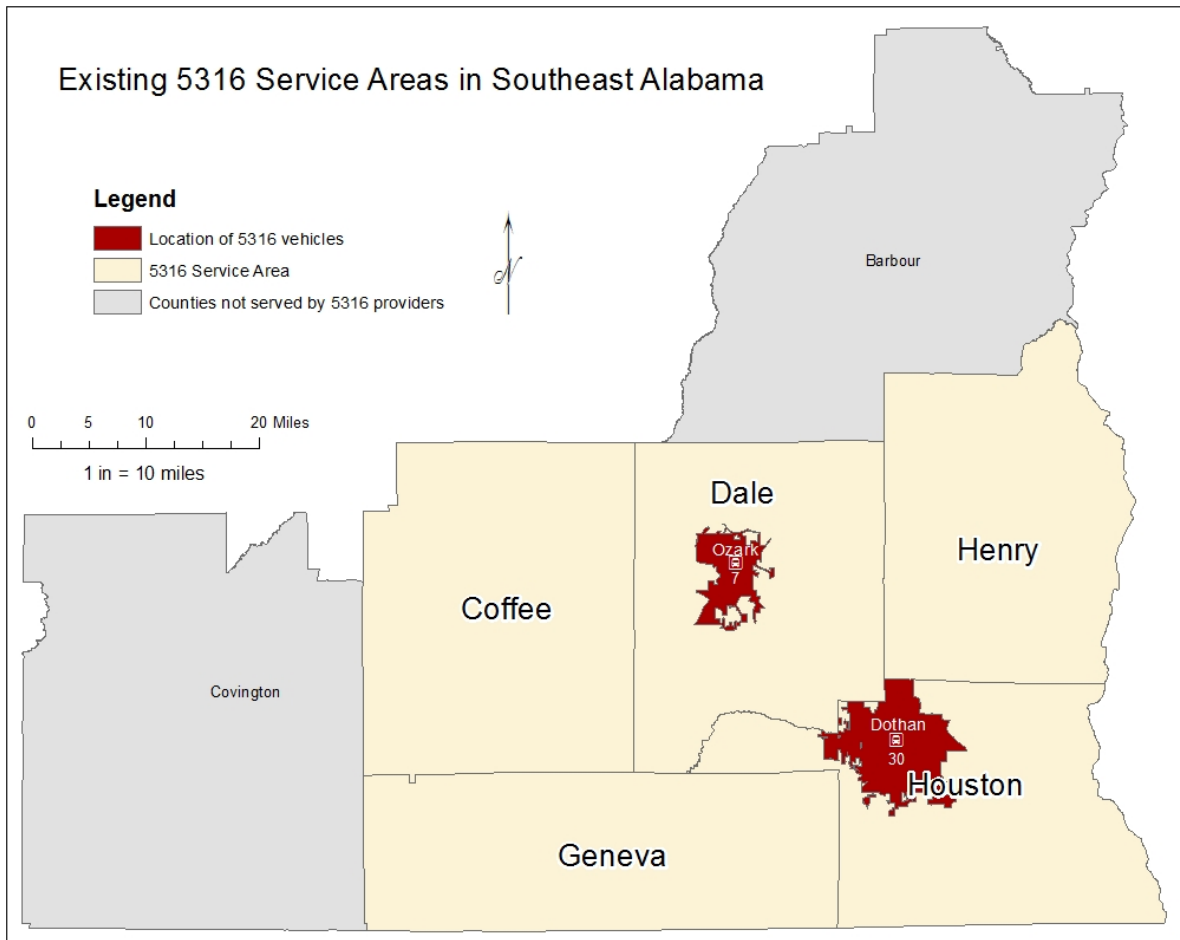 Existing 5316 Service Areas in Southeast Alabama
Legend
Location of 5316 vehicles
5316 Service Area
Counties not served by 5316 providers
N
Barbour
0 5 10 20 Miles
1 in = 10 miles
Dale
Ozark
7
Henry
Coffee
Covington
Dothan
30
Houston
Geneva